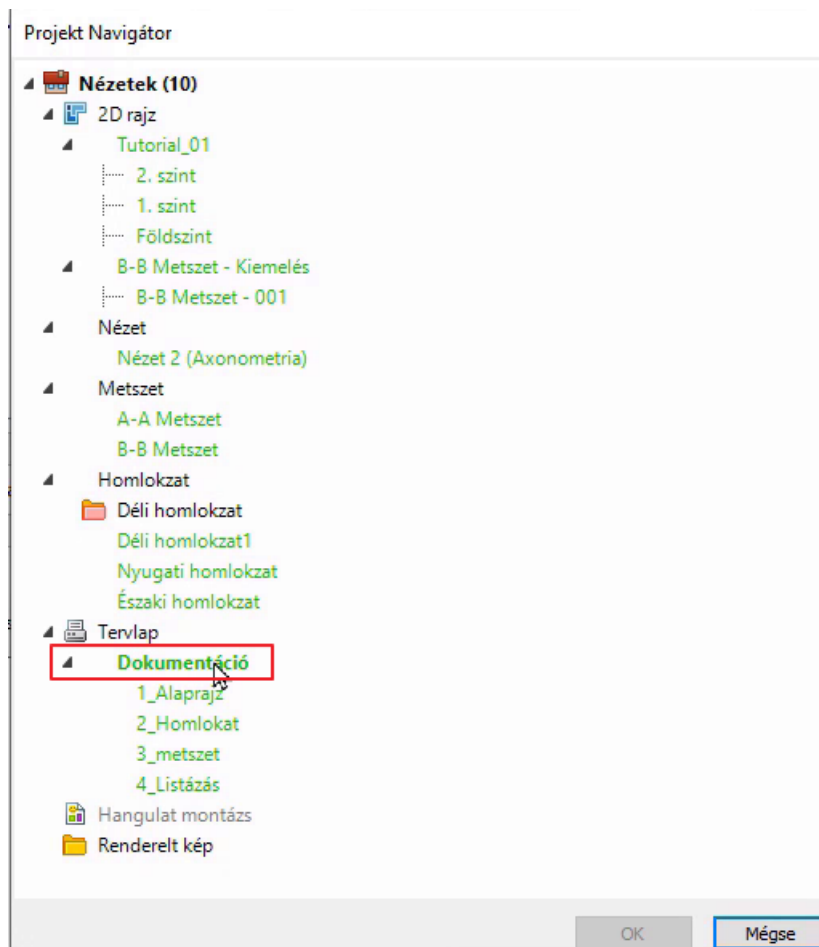 Projekt Navigátor
Nézetek (10)
2D rajz
Tutorial_01
2. szint
1. szint
Földszint
B-B Metszet - Kiemelés
B-B Metszet - 001
Nézet
Nézet 2 (Axonometria)
Metszet
A-A Metszet
B-B Metszet
Homlokzat
Déli homlokzat
Déli homlokzat1
Nyugati homlokzat
Északi homlokzat
Tervlap
Dokumentáció
1_Alaprajz
2_Homlokat
3_metszet
4_Listázás
Hangulat montázs
Renderelt kép
OK
Mégse